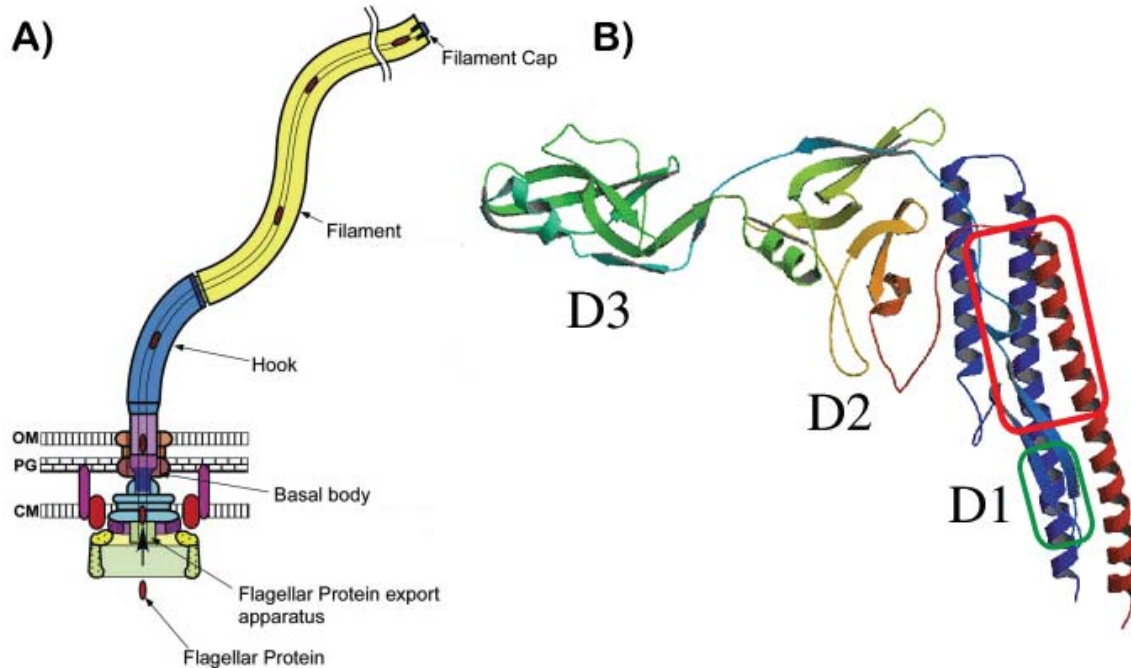 A)
Filament Cap
Filament
Hook
OM
PG
Basal body
CM
Flagellar Protein export
apparatus
Flagellar Protein
B)
D3
D2
D1